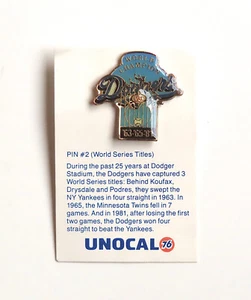 Dodgers
'63·'65·'81
PIN #2 (World Series Titles)
During the past 25 years at Dodger
Stadium, the Dodgers have captured 3
World Series titles: Behind Koufax,
Drysdale and Podres, they swept the
NY Yankees in four straight in 1963. In
1965, the Minnesota Twins fell in 7
games. And in 1981, after losing the first
two games, the Dodgers won four
straight to beat the Yankees.
UNOCAL 76